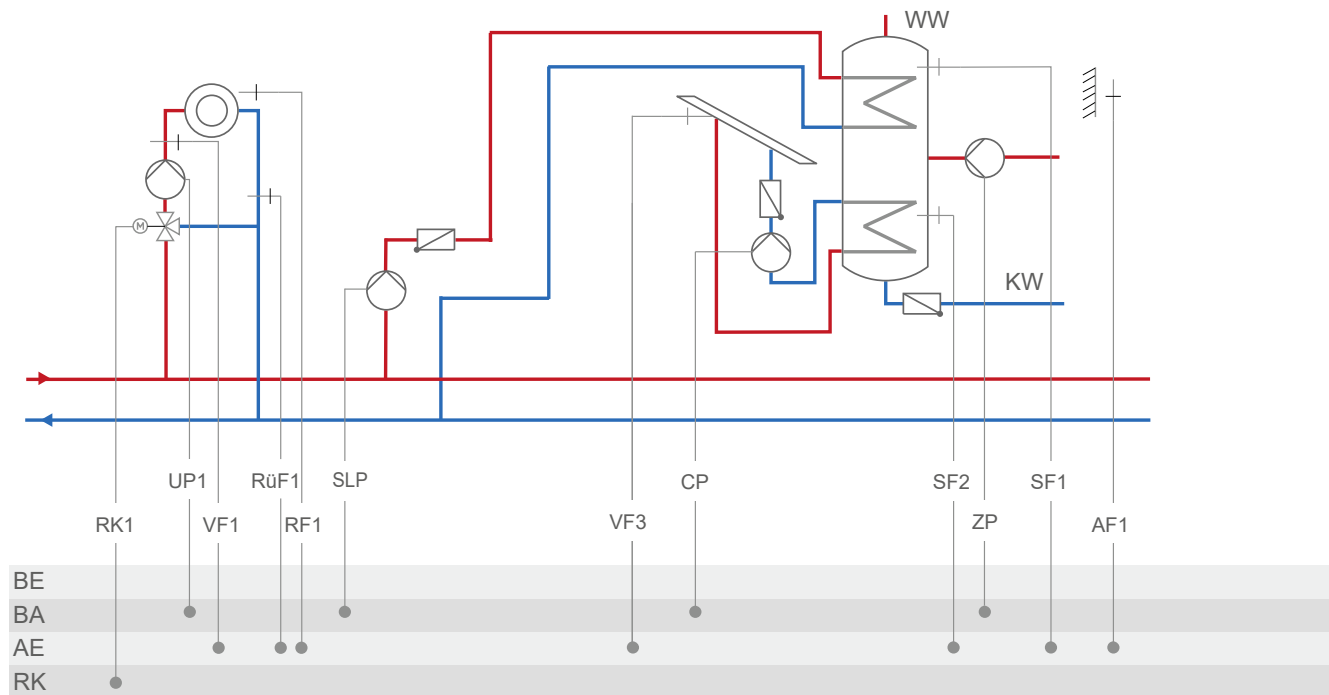 WW
M
KW
UP1 RüF1 SLP CP SF2 SF1
RK1 VF1 RF1 VF3 ZP AF1
BE
BA
AE
RK